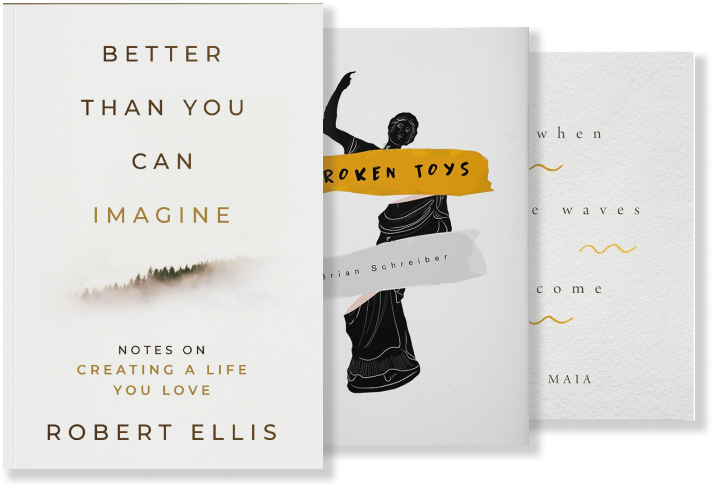 BETTER
THAN YOU
CAN
IMAGINE
NOTES ON
CREATING A LIFE
YOU LOVE
ROBERT ELLIS
ROKEN TOYS
Brian Schreiber
when
e waves
come
MAIA